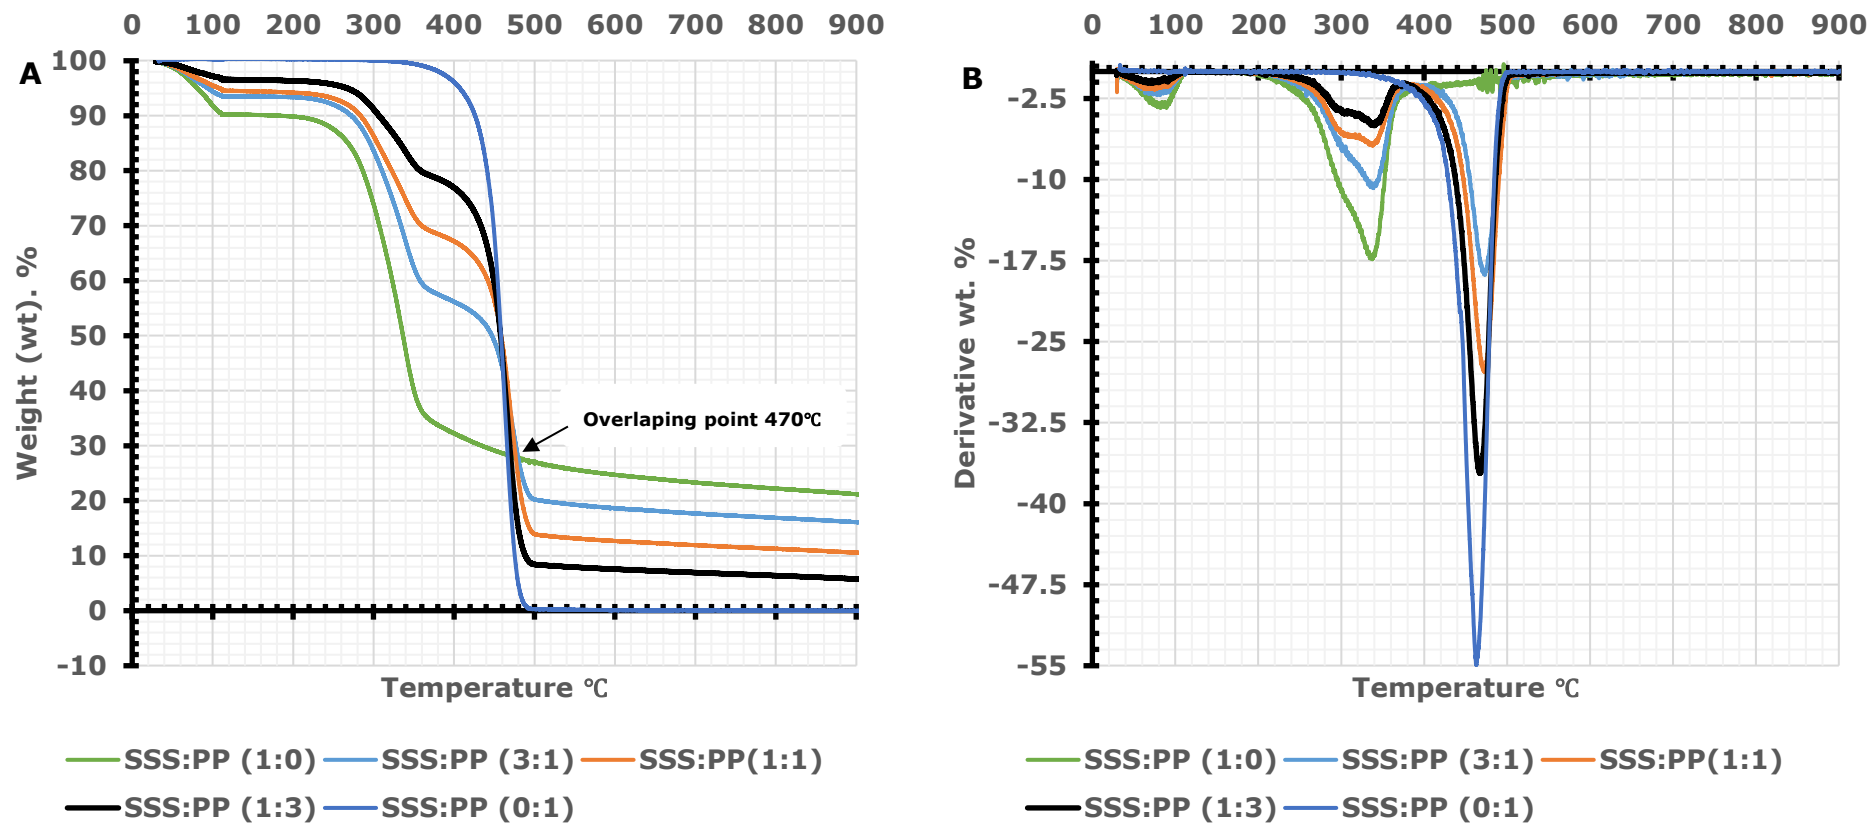 0 100 200 300 400 500 600 700 800 900
A
100
90
80
70
60
50
40
30
20
10
0
-10
Weight (wt). %
Overlaping point 470℃
Temperature ℃
SSS:PP (1:0) SSS:PP (3:1) SSS:PP(1:1)
SSS:PP (1:3) SSS:PP (0:1)
0 100 200 300 400 500 600 700 800 900
B
-2.5
-10
-17.5
-25
-32.5
-40
-47.5
-55
Derivative wt. %
Temperature ℃
SSS:PP (1:0) SSS:PP (3:1) SSS:PP(1:1)
SSS:PP (1:3) SSS:PP (0:1)